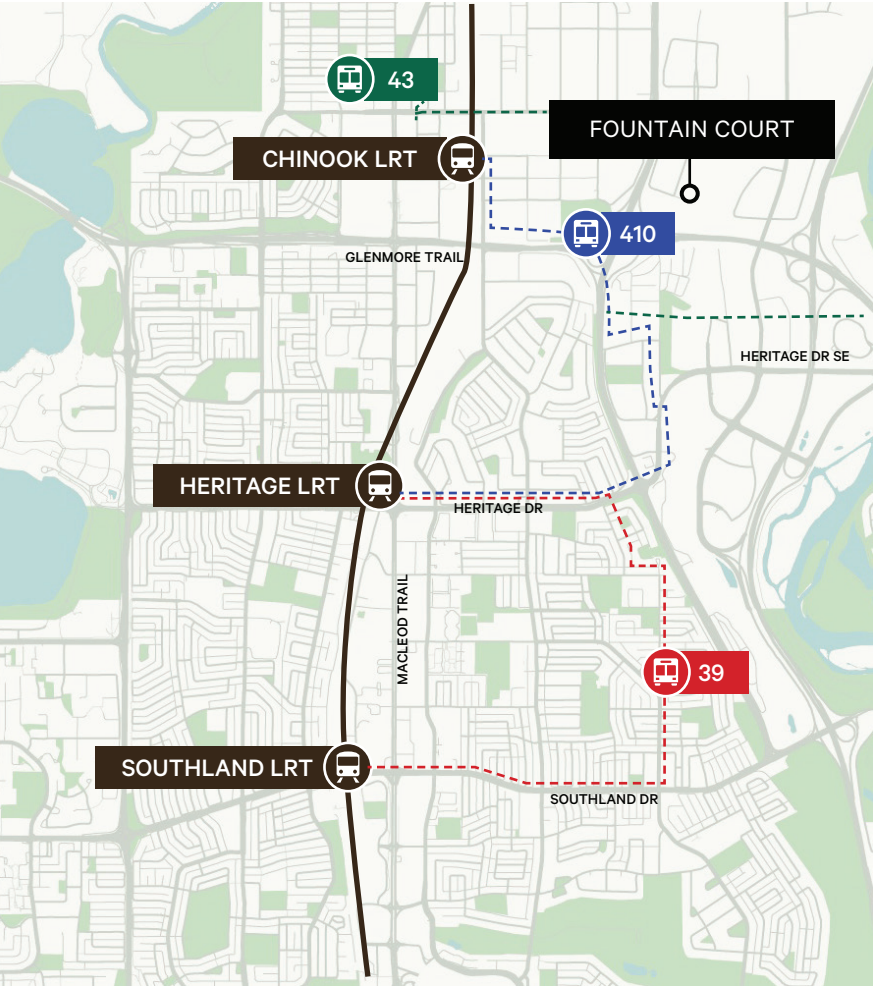 43
FOUNTAIN COURT
CHINOOK LRT
410
GLENMORE TRAIL
HERITAGE DR SE
HERITAGE LRT
HERITAGE DR
MACLEOD TRAIL
39
SOUTHLAND LRT
SOUTHLAND DR